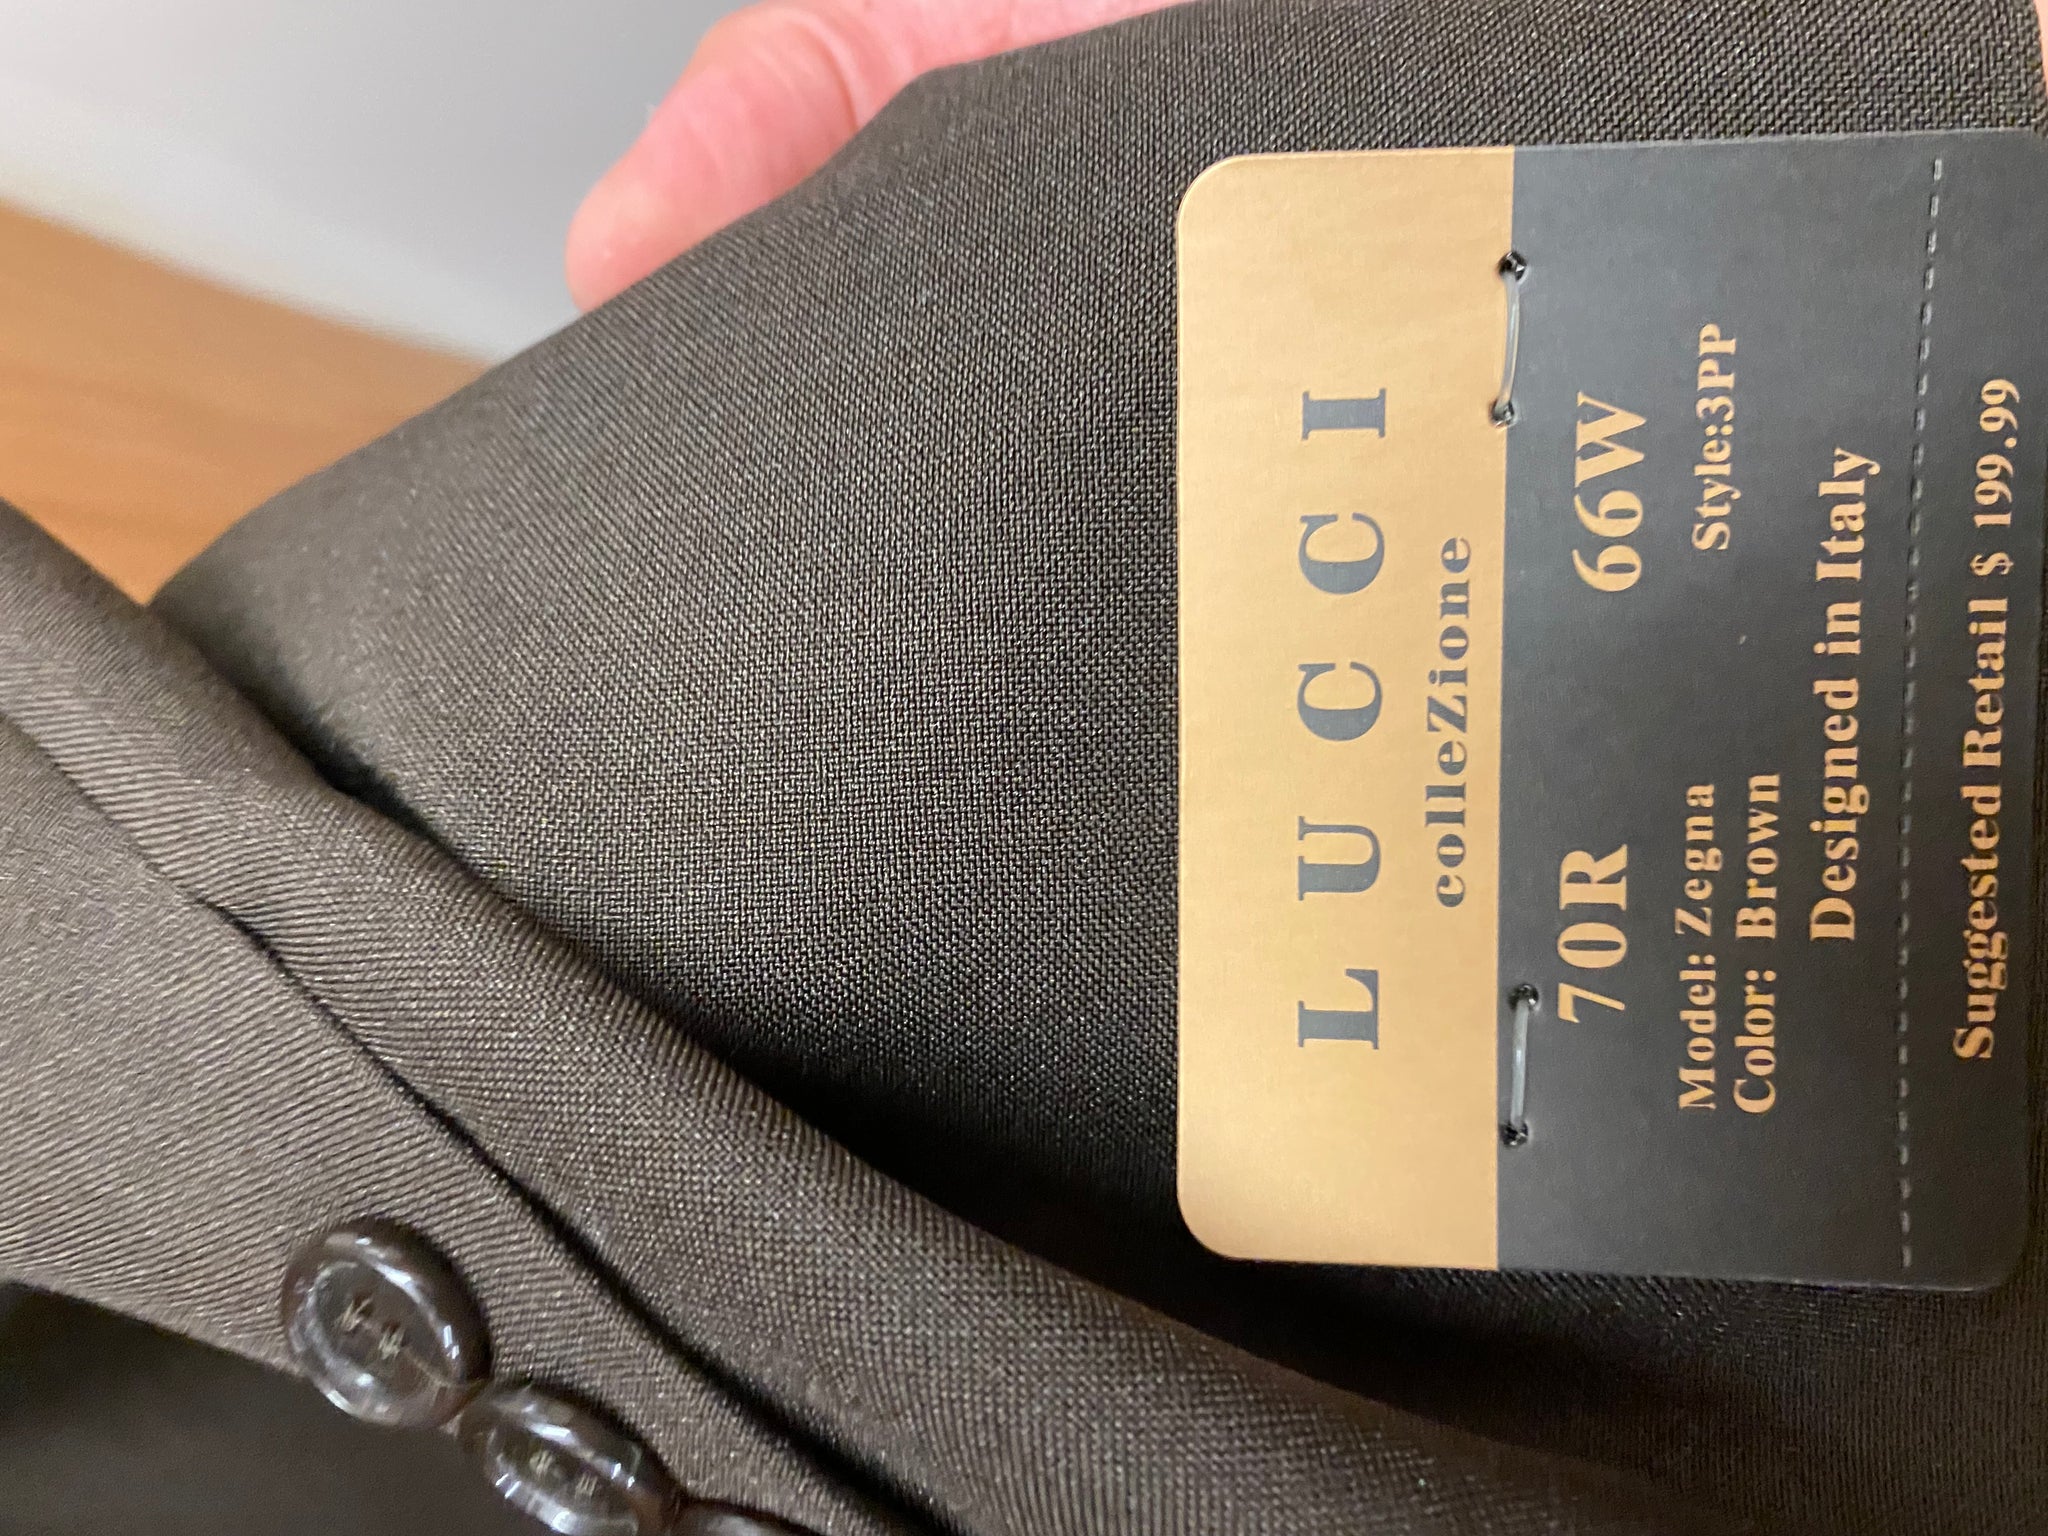 LUCCI
colleZione
70R 66W
Model: Zegna Style:3PP
Color: Brown
Designed in Italy
Suggested Retail $ 199.99